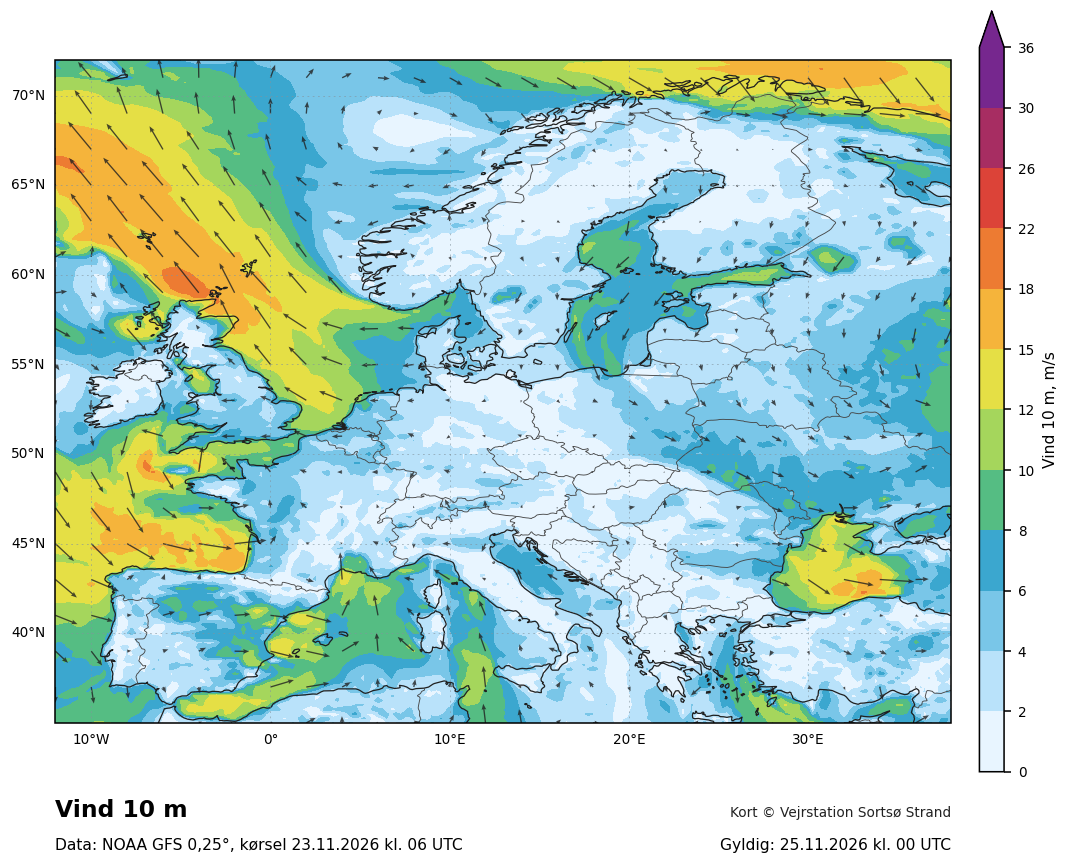 36
30
26
22
18
15
12
10
8
6
4
2
0
Vind 10 m, m/s
70°N
65°N
60°N
55°N
50°N
45°N
40°N
10°W
0°
10°E
20°E
30°E
Vind 10 m
Kort © Vejrstation Sortsø Strand
Data: NOAA GFS 0,25°, kørsel 23.11.2026 kl. 06 UTC
Gyldig: 25.11.2026 kl. 00 UTC